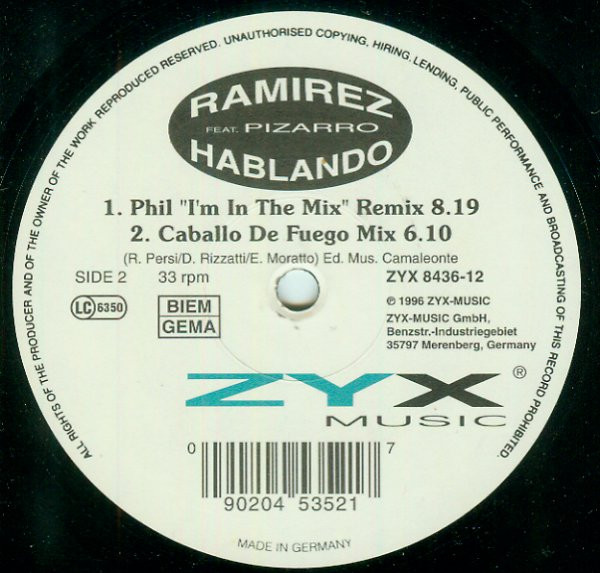 ALL RIGHTS OF THE PRODUCER AND OF THE OWNER OF THE WORK REPRODUCED RESERVED. UNAUTHORISED COPYING, HIRING, LENDING, PUBLIC PERFORMANCE AND BROADCASTING OF THIS RECORD PROHIBITED.
RAMIREZ
FEAT. PIZARRO
HABLANDO
1. Phil "I'm In The Mix" Remix 8.19
2. Caballo De Fuego Mix 6.10
(R. Persi/D. Rizzatti/E. Moratto) Ed. Mus. Camaleonte
SIDE 2 33 rpm ZYX 8436-12
LC 6350
BIEM
GEMA
℗ 1996 ZYX-MUSIC
ZYX-MUSIC GmbH,
Benzstr.-Industriegebiet
35797 Merenberg, Germany
ZYX®
MUSIC
0 90204 53521 7
MADE IN GERMANY